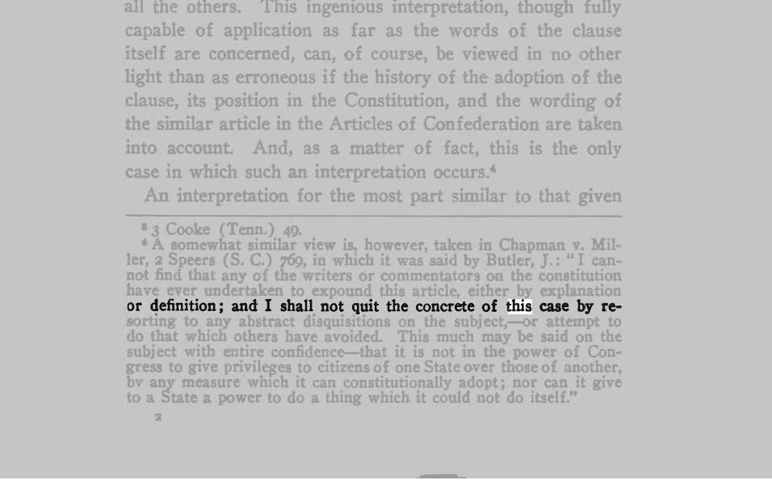 all the others. This ingenious interpretation, though fully
capable of application as far as the words of the clause
itself are concerned, can, of course, be viewed in no other
light than as erroneous if the history of the adoption of the
clause, its position in the Constitution, and the wording of
the similar article in the Articles of Confederation are taken
into account. And, as a matter of fact, this is the only
case in which such an interpretation occurs.⁴
An interpretation for the most part similar to that given
³ 3 Cooke (Tenn.) 49.
⁴ A somewhat similar view is, however, taken in Chapman v. Mil-
ler, 2 Speers (S. C.) 769, in which it was said by Butler, J.: "I can-
not find that any of the writers or commentators on the constitution
have ever undertaken to expound this article, either by explanation
or definition; and I shall not quit the concrete of this case by re-
sorting to any abstract disquisitions on the subject,—or attempt to
do that which others have avoided. This much may be said on the
subject with entire confidence—that it is not in the power of Con-
gress to give privileges to citizens of one State over those of another,
by any measure which it can constitutionally adopt; nor can it give
to a State a power to do a thing which it could not do itself."
2